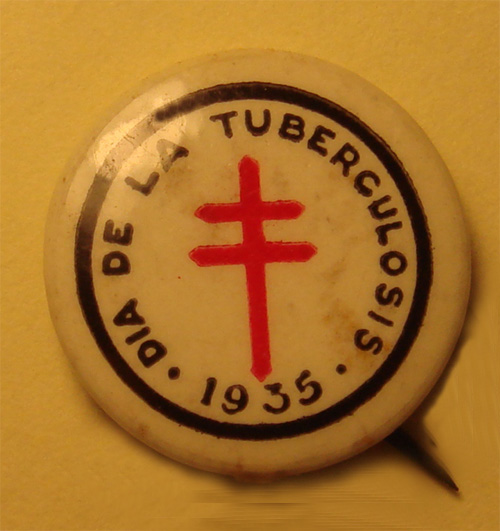 · DIA DE LA TUBERCULOSIS ·
1935